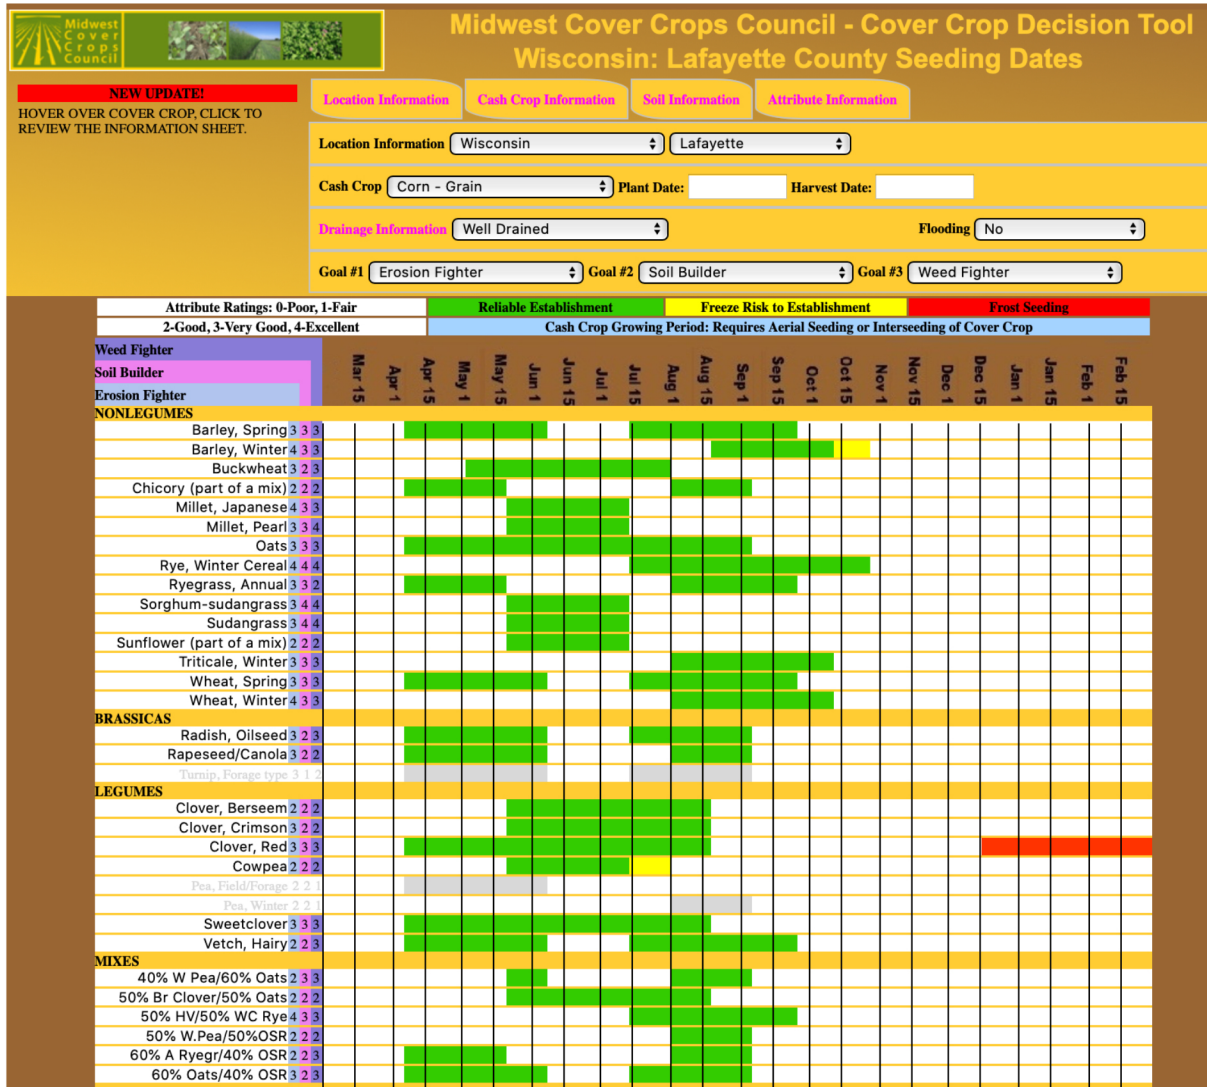 Midwest
Cover
Crops
Council
Midwest Cover Crops Council - Cover Crop Decision Tool
Wisconsin: Lafayette County Seeding Dates
NEW UPDATE!
HOVER OVER COVER CROP, CLICK TO
REVIEW THE INFORMATION SHEET.
Location Information Cash Crop Information Soil Information Attribute Information
Location Information Wisconsin Lafayette
Cash Crop Corn - Grain Plant Date: Harvest Date:
Drainage Information Well Drained Flooding No
Goal #1 Erosion Fighter Goal #2 Soil Builder Goal #3 Weed Fighter
Attribute Ratings: 0-Poor, 1-Fair Reliable Establishment Freeze Risk to Establishment Frost Seeding
2-Good, 3-Very Good, 4-Excellent Cash Crop Growing Period: Requires Aerial Seeding or Interseeding of Cover Crop
Weed Fighter
Soil Builder
Erosion Fighter
Mar 15 Apr 1 Apr 15 May 1 May 15 Jun 1 Jun 15 Jul 1 Jul 15 Aug 1 Aug 15 Sep 1 Sep 15 Oct 1 Oct 15 Nov 1 Nov 15 Dec 1 Dec 15 Jan 1 Jan 15 Feb 1 Feb 15
NONLEGUMES
Barley, Spring 3 3 3
Barley, Winter 4 3 3
Buckwheat 3 2 3
Chicory (part of a mix) 2 2 2
Millet, Japanese 4 3 3
Millet, Pearl 3 3 4
Oats 3 3 3
Rye, Winter Cereal 4 4 4
Ryegrass, Annual 3 3 2
Sorghum-sudangrass 3 4 4
Sudangrass 3 4 4
Sunflower (part of a mix) 2 2 2
Triticale, Winter 3 3 3
Wheat, Spring 3 3 3
Wheat, Winter 4 3 3
BRASSICAS
Radish, Oilseed 3 2 3
Rapeseed/Canola 3 2 2
Turnip, Forage type 3 1 2
LEGUMES
Clover, Berseem 2 2 2
Clover, Crimson 3 2 2
Clover, Red 3 3 3
Cowpea 2 2 2
Pea, Field/Forage 2 2 1
Pea, Winter 2 2 1
Sweetclover 3 3 3
Vetch, Hairy 2 2 3
MIXES
40% W Pea/60% Oats 2 3 3
50% Br Clover/50% Oats 2 2 2
50% HV/50% WC Rye 4 3 3
50% W.Pea/50%OSR 2 2 2
60% A Ryegr/40% OSR 2 2 3
60% Oats/40% OSR 3 2 3